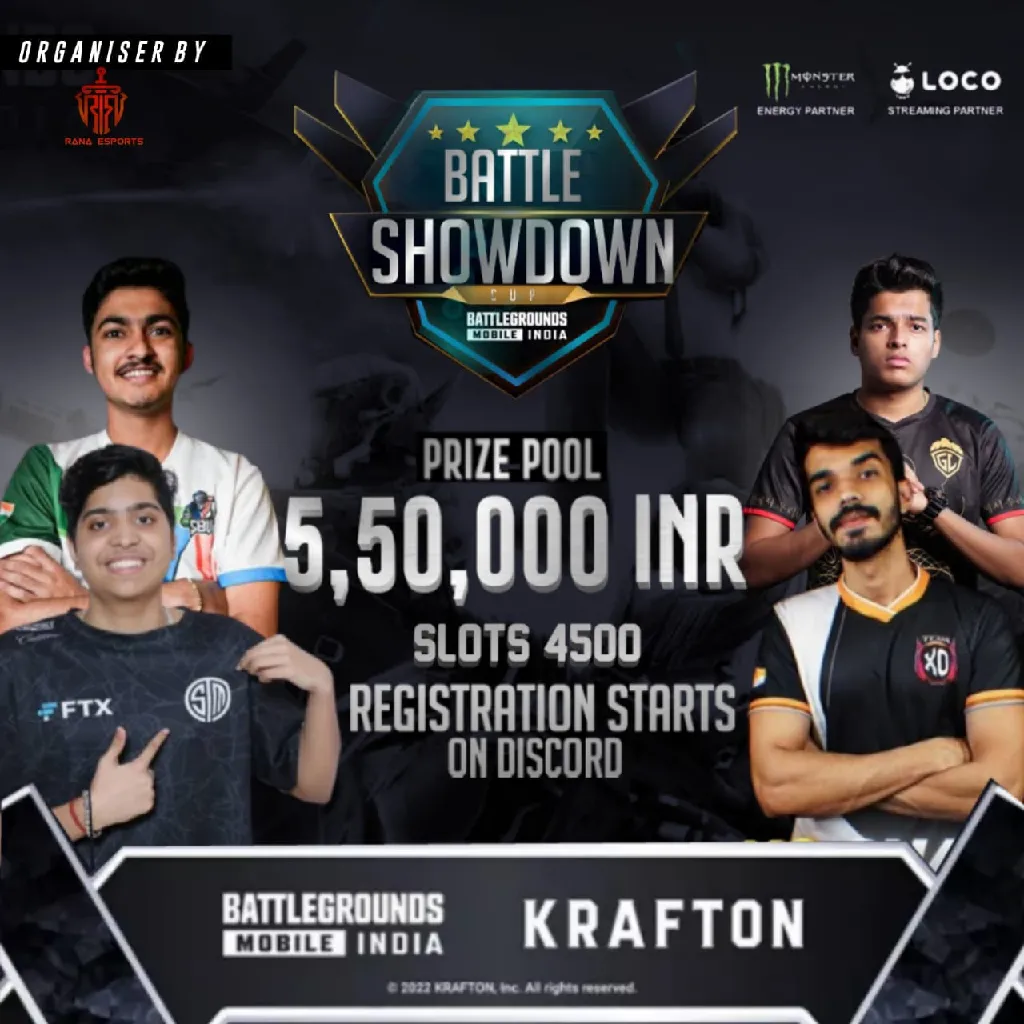 ORGANISER BY
RANA ESPORTS
MONSTER
ENERGY
ENERGY PARTNER
LOCO
STREAMING PARTNER
BATTLE
SHOWDOWN
CUP
BATTLEGROUNDS
MOBILE INDIA
PRIZE POOL
5,50,000 INR
SLOTS 4500
REGISTRATION STARTS
ON DISCORD
GL
FTX
TSM
TEAM
XO
BATTLEGROUNDS
MOBILE INDIA
KRAFTON
© 2022 KRAFTON, Inc. All rights reserved.